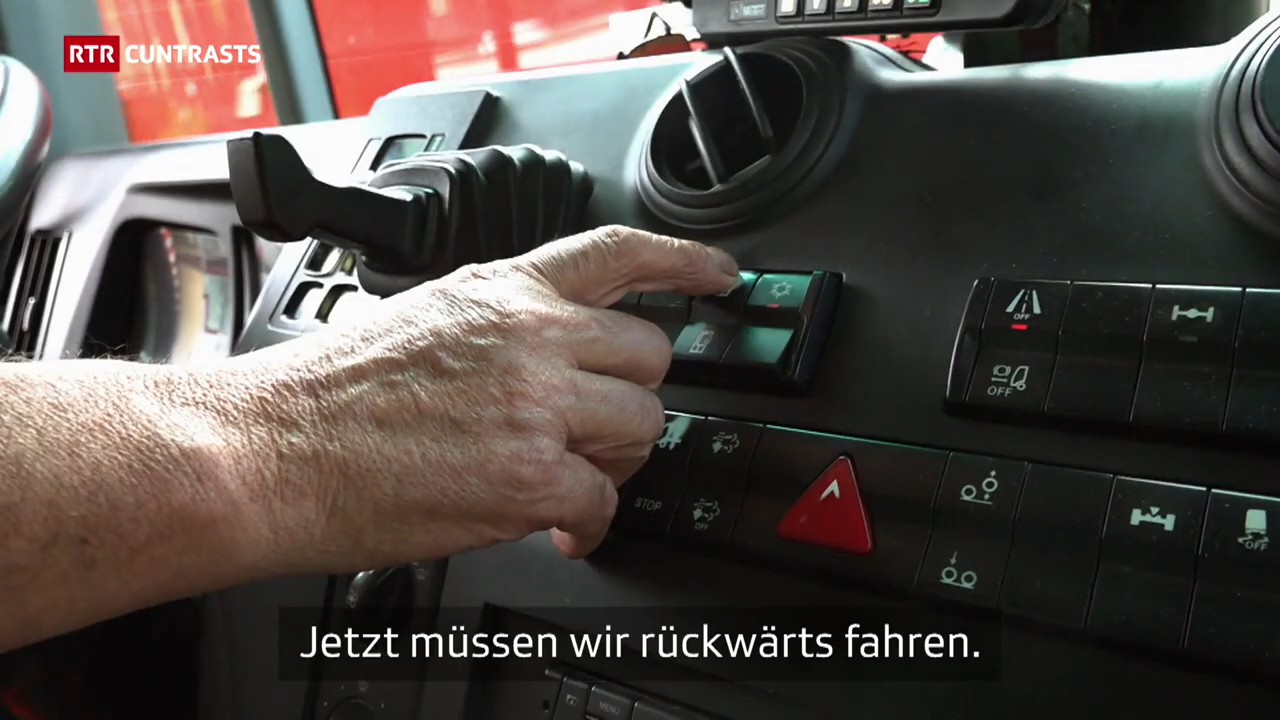 RTR CUNTRASTS
OFF
OFF
STOP
OFF
OFF
Jetzt müssen wir rückwärts fahren.
MENU